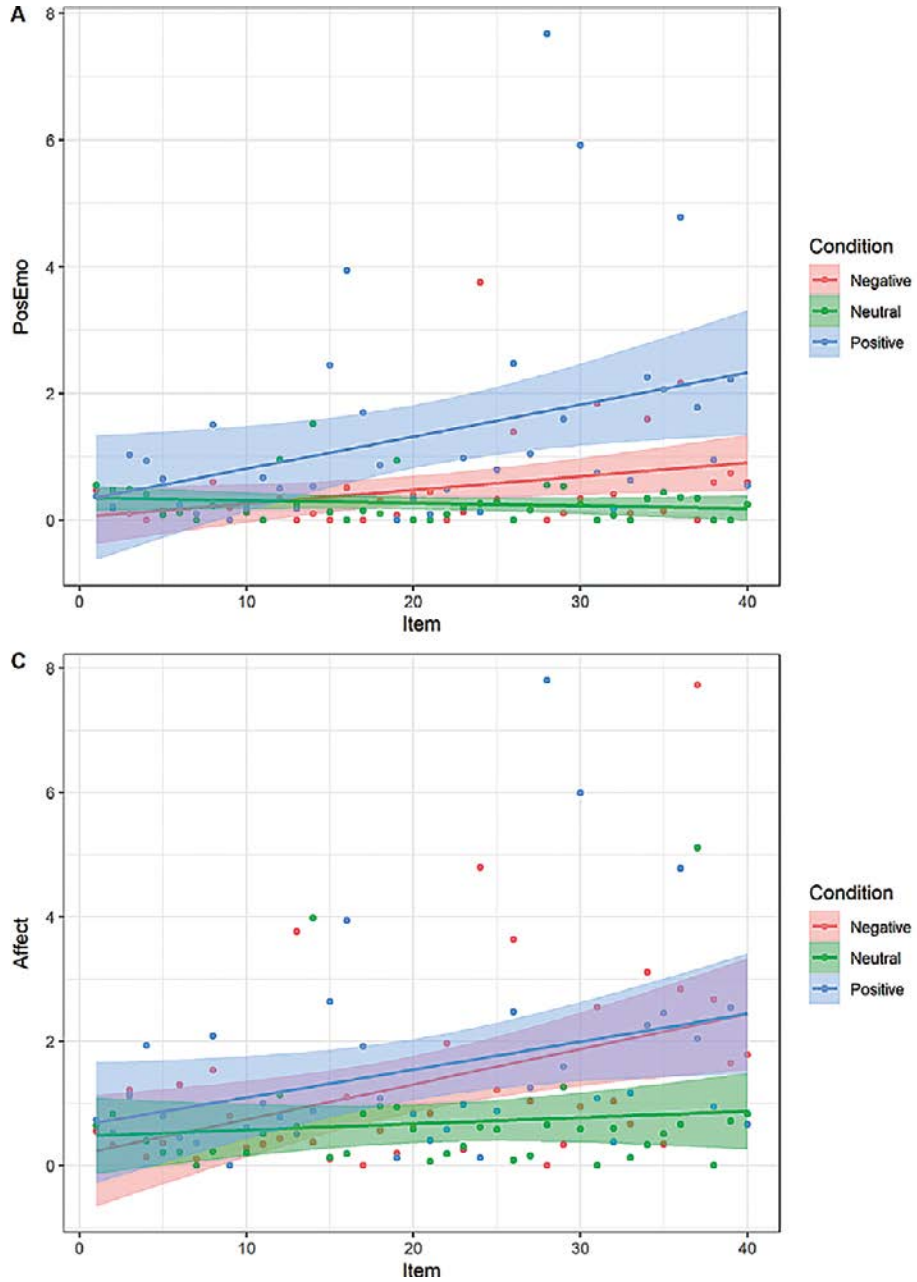 A
8
6
4
2
0
PosEmo
0 10 20 30 40
Item
Condition
Negative
Neutral
Positive
C
8
6
4
2
0
Affect
0 10 20 30 40
Item
Condition
Negative
Neutral
Positive